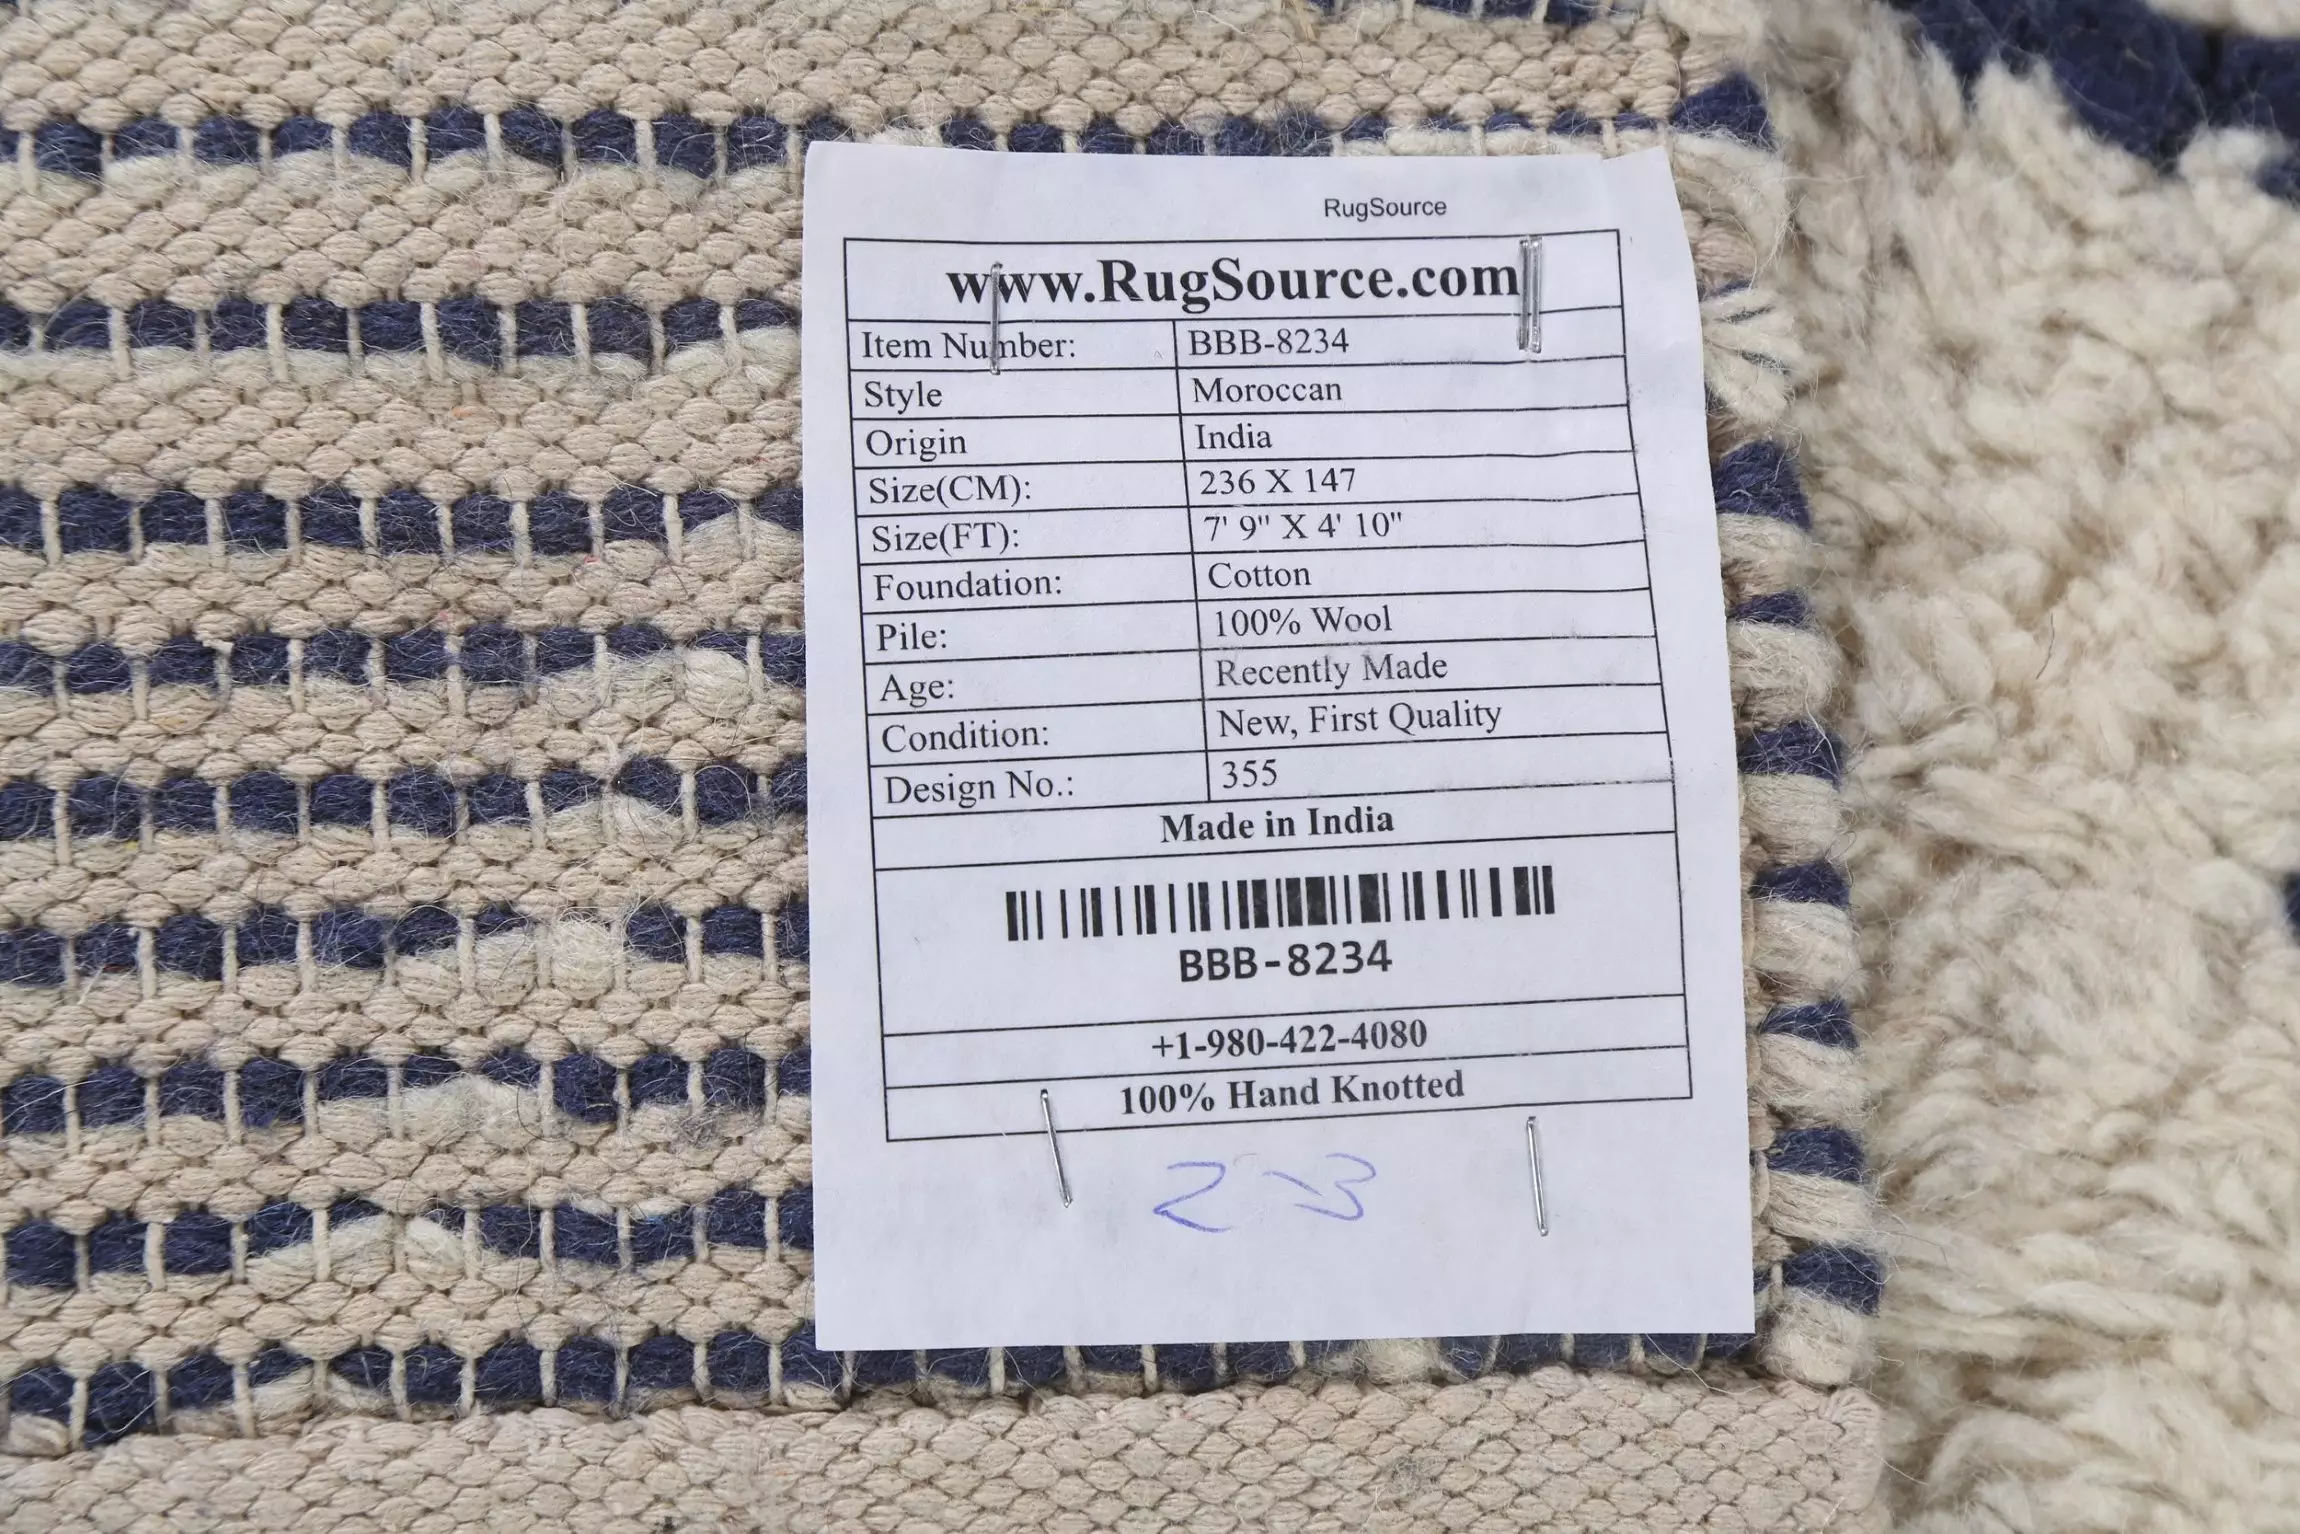 RugSource
www.RugSource.com
Item Number: BBB-8234
Style Moroccan
Origin India
Size(CM): 236 X 147
Size(FT): 7' 9" X 4' 10"
Foundation: Cotton
Pile: 100% Wool
Age: Recently Made
Condition: New, First Quality
Design No.: 355
Made in India
BBB-8234
+1-980-422-4080
100% Hand Knotted